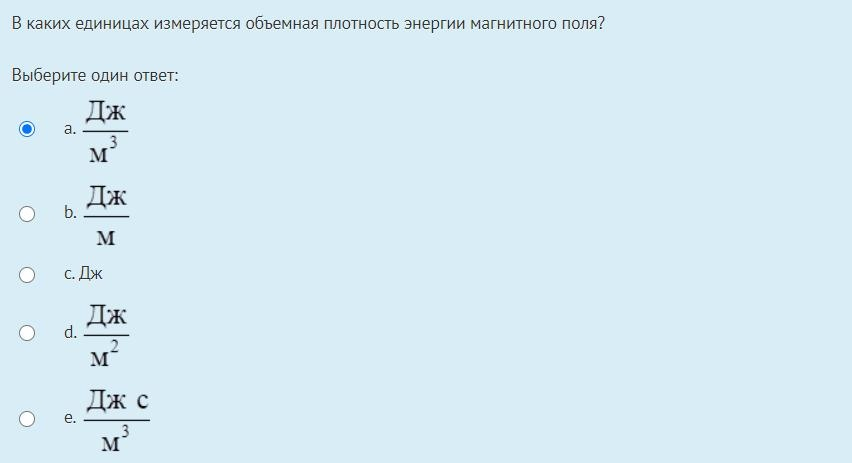 В каких единицах измеряется объемная плотность энергии магнитного поля?
Выберите один ответ:
a. Дж
м³
b. Дж
м
c. Дж
d. Дж
м²
e. Дж с
м³